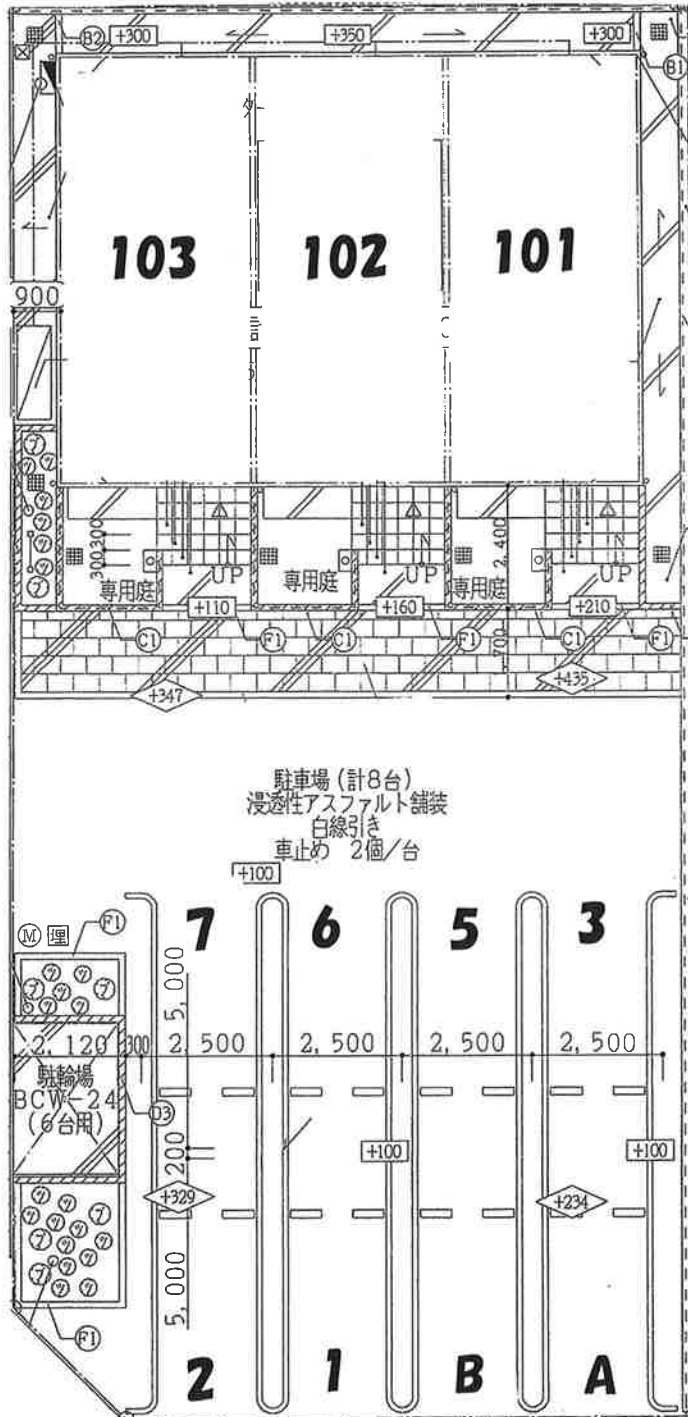 B2 +300 +350 +300
B1
103 102 101
900
300 300
2,400
専用庭 UP 専用庭 UP 専用庭 UP
+110 +160 +210
C1 F1 C1 F1 C1 F1
700
+347 +435
駐車場 (計8台)
浸透性アスファルト舗装
白線引き
車止め 2個/台
+100
7 6 5 3
M 埋 F1
5,000
2,120 300 2,500 2,500 2,500 2,500
駐輪場
BCW-24
(6台用)
D3
200 +100 +100
+329 +234
5,000
F1
2 1 B A